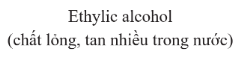 Ethylic alcohol
(chất lỏng, tan nhiều trong nước)